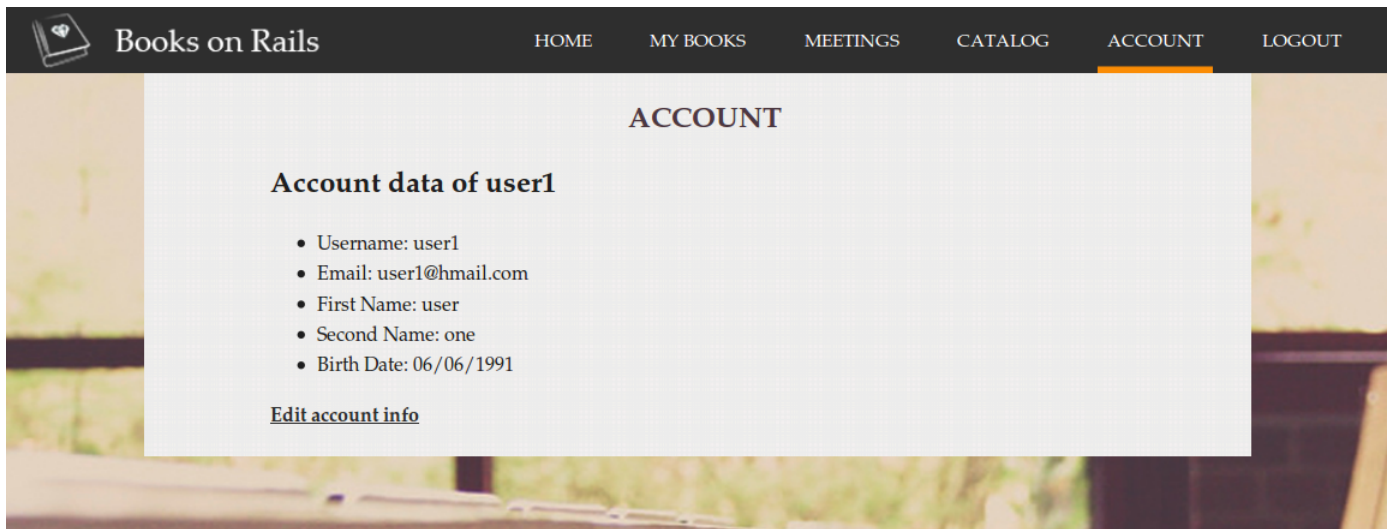 Books on Rails
HOME
MY BOOKS
MEETINGS
CATALOG
ACCOUNT
LOGOUT
ACCOUNT
Account data of user1
Username: user1
Email: user1@hmail.com
First Name: user
Second Name: one
Birth Date: 06/06/1991
Edit account info